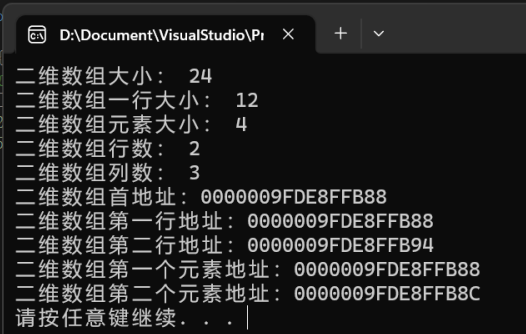 D:\Document\VisualStudio\Pr
二维数组大小： 24
二维数组一行大小： 12
二维数组元素大小： 4
二维数组行数： 2
二维数组列数： 3
二维数组首地址：0000009FDE8FFB88
二维数组第一行地址：0000009FDE8FFB88
二维数组第二行地址：0000009FDE8FFB94
二维数组第一个元素地址：0000009FDE8FFB88
二维数组第二个元素地址：0000009FDE8FFB8C
请按任意键继续. . .